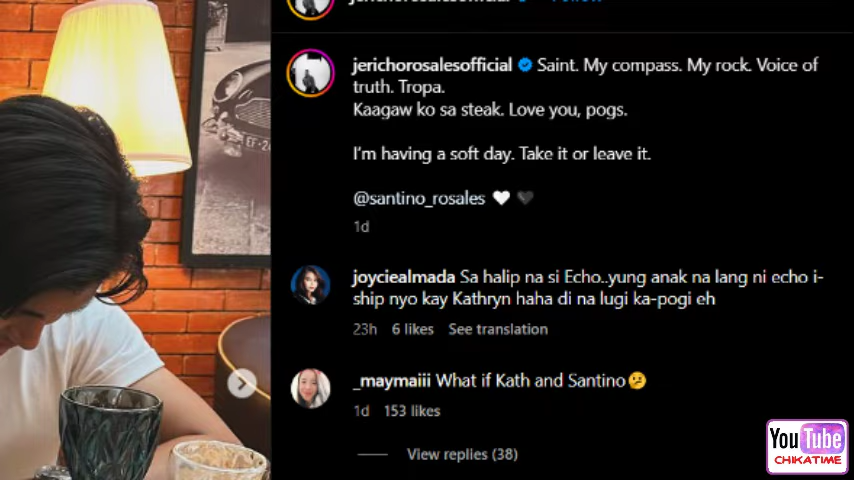 jerichorosalesofficial Saint. My compass. My rock. Voice of
truth. Tropa.
Kaagaw ko sa steak. Love you, pogs.
I'm having a soft day. Take it or leave it.
@santino_rosales 🤍 🖤
1d
joyciealmada Sa halip na si Echo..yung anak na lang ni echo i-
ship nyo kay Kathryn haha di na lugi ka-pogi eh
23h 6 likes See translation
_maymaiii What if Kath and Santino🫤
1d 153 likes
View replies (38)
YouTube
CHIKATIME